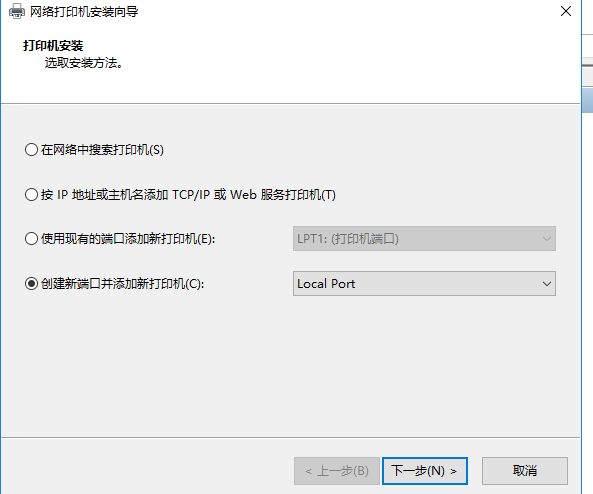 网络打印机安装向导
打印机安装
选取安装方法。
在网络中搜索打印机(S)
按 IP 地址或主机名添加 TCP/IP 或 Web 服务打印机(T)
使用现有的端口添加新打印机(E): LPT1: (打印机端口)
创建新端口并添加新打印机(C): Local Port
< 上一步(B) 下一步(N) > 取消